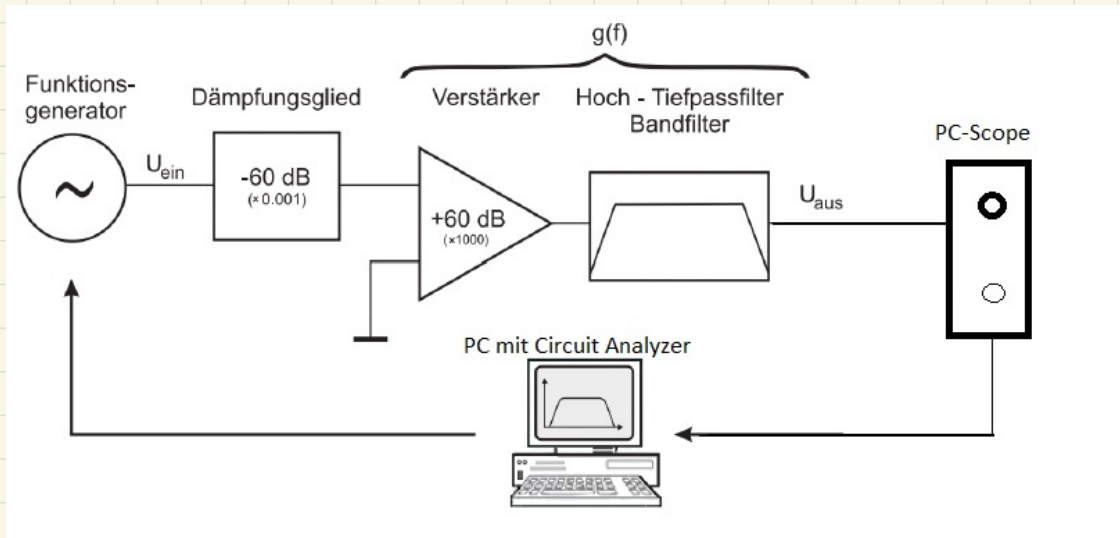 g(f)
Funktions-
generator
Dämpfungsglied
Verstärker
Hoch - Tiefpassfilter
Bandfilter
PC-Scope
U_ein
-60 dB
(×0.001)
+60 dB
(×1000)
U_aus
~
PC mit Circuit Analyzer